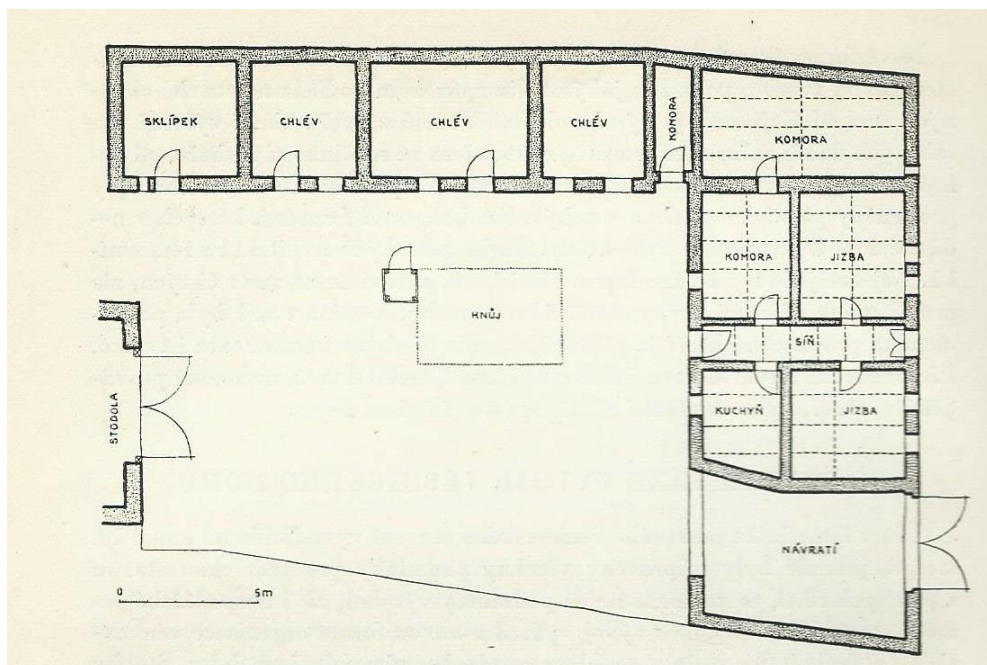 SKLÍPEK
CHLÉV
CHLÉV
CHLÉV
KOMORA
KOMORA
KOMORA
JIZBA
HNŮJ
SÍŇ
STODOLA
KUCHYŇ
JIZBA
NÁVRATÍ
0 5m